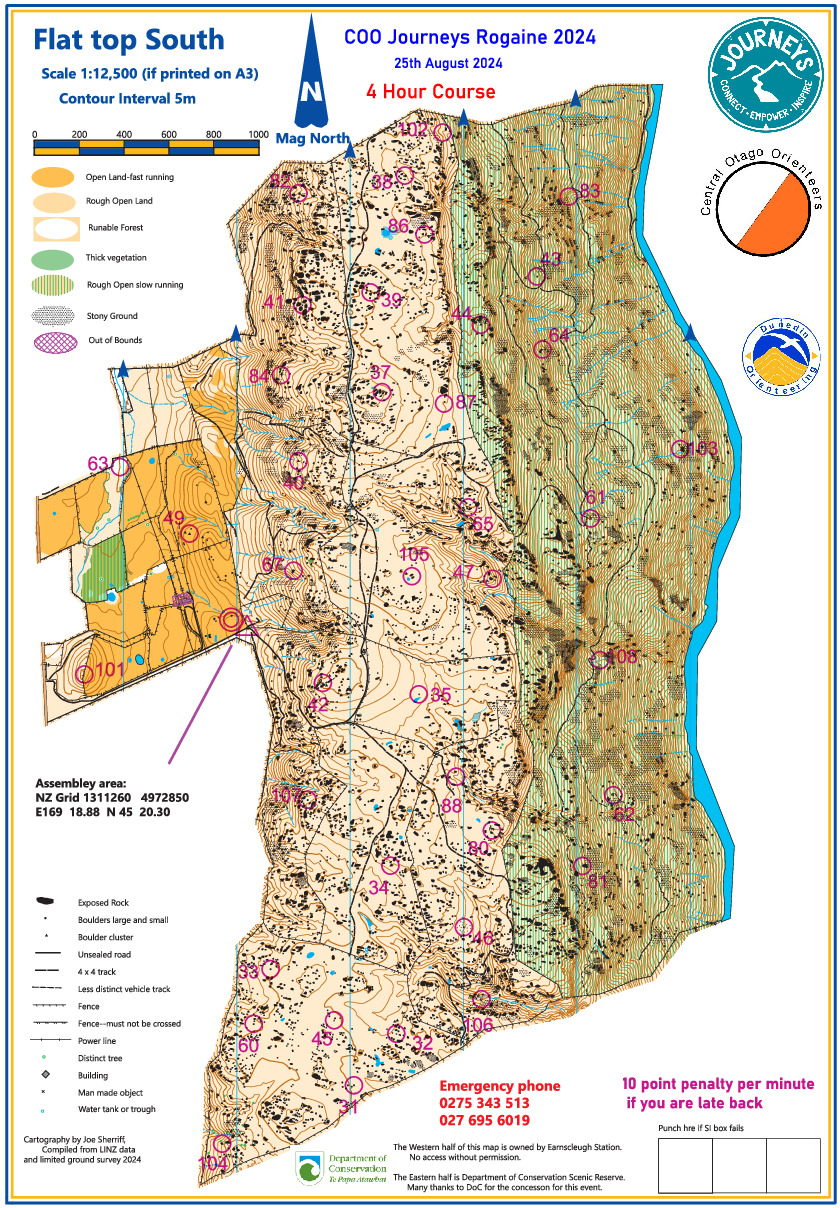 Flat top South
Scale 1:12,500 (if printed on A3)
Contour Interval 5m
0 200 400 600 800 1000
N
Mag North
COO Journeys Rogaine 2024
25th August 2024
4 Hour Course
JOURNEYS
CONNECT · EMPOWER · INSPIRE
Central Otago Orienteers
Dunedin
Orienteering
Open Land-fast running
Rough Open Land
Runable Forest
Thick vegetation
Rough Open slow running
Stony Ground
Out of Bounds
102
82
38
83
86
43
41
39
44
64
84
37
87
63
40
103
49
65
61
67
105
47
101
108
42
35
107
88
62
80
34
81
46
33
60
45
32
106
31
104
Assembley area:
NZ Grid 1311260 4972850
E169 18.88 N 45 20.30
Exposed Rock
Boulders large and small
Boulder cluster
Unsealed road
4 x 4 track
Less distinct vehicle track
Fence
Fence--must not be crossed
Power line
Distinct tree
Building
Man made object
Water tank or trough
Cartography by Joe Sherriff,
Compiled from LINZ data
and limited ground survey 2024
Emergency phone
0275 343 513
027 695 6019
10 point penalty per minute
if you are late back
Punch hre if SI box fails
Department of
Conservation
Te Papa Atawhai
The Western half of this map is owned by Earnscleugh Station.
No access without permission.
The Eastern half is Department of Conservation Scenic Reserve.
Many thanks to DoC for the concesson for this event.